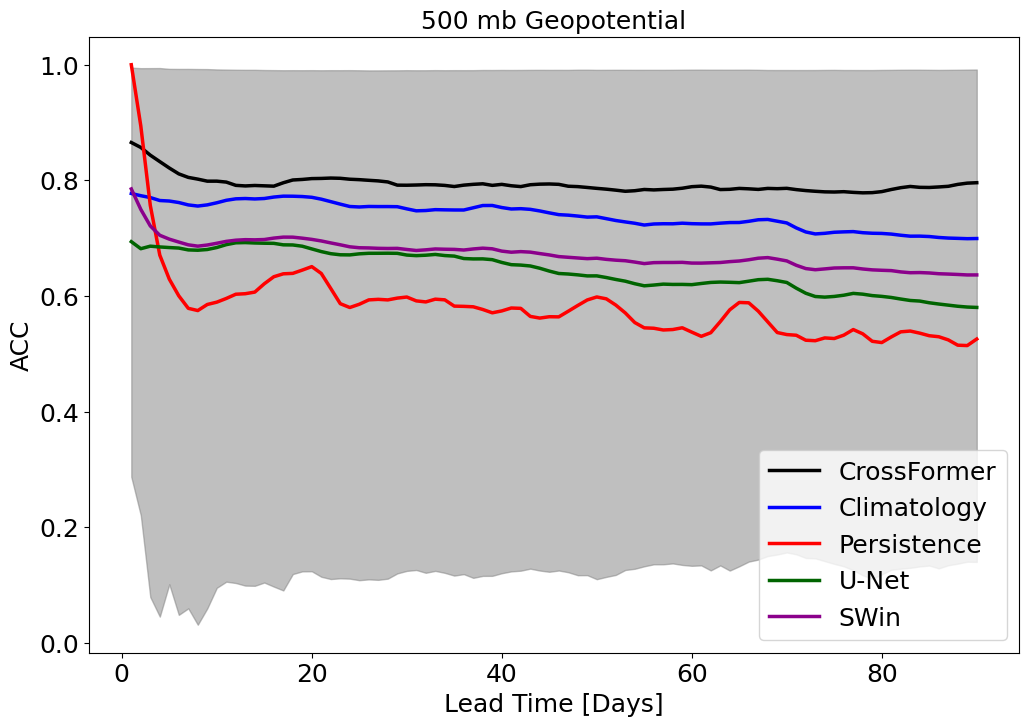 500 mb Geopotential
ACC
1.0
0.8
0.6
0.4
0.2
0.0
CrossFormer
Climatology
Persistence
U-Net
SWin
0 20 40 60 80
Lead Time [Days]